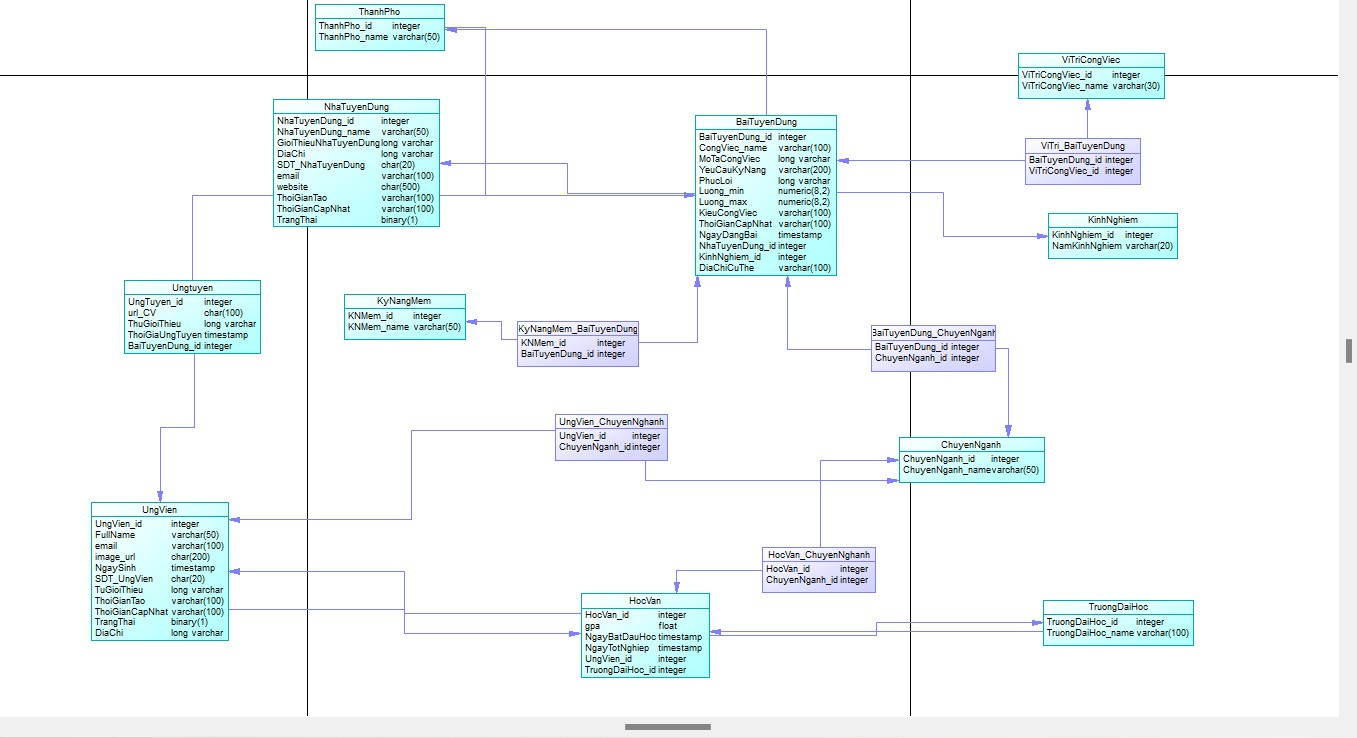 ThanhPho
ThanhPho_id integer
ThanhPho_name varchar(50)
ViTriCongViec
ViTriCongViec_id integer
ViTriCongViec_name varchar(30)
NhaTuyenDung
NhaTuyenDung_id integer
NhaTuyenDung_name varchar(50)
GioiThieuNhaTuyenDung long varchar
DiaChi long varchar
SDT_NhaTuyenDung char(20)
email varchar(100)
website char(500)
ThoiGianTao varchar(100)
ThoiGianCapNhat varchar(100)
TrangThai binary(1)
BaiTuyenDung
BaiTuyenDung_id integer
CongViec_name varchar(100)
MoTaCongViec long varchar
YeuCauKyNang varchar(200)
PhucLoi long varchar
Luong_min numeric(8,2)
Luong_max numeric(8,2)
KieuCongViec varchar(100)
ThoiGianCapNhat varchar(100)
NgayDangBai timestamp
NhaTuyenDung_id integer
KinhNghiem_id integer
DiaChiCuThe varchar(100)
ViTri_BaiTuyenDung
BaiTuyenDung_id integer
ViTriCongViec_id integer
KinhNghiem
KinhNghiem_id integer
NamKinhNghiem varchar(20)
Ungtuyen
UngTuyen_id integer
url_CV char(100)
ThuGioiThieu long varchar
ThoiGiaUngTuyen timestamp
BaiTuyenDung_id integer
KyNangMem
KNMem_id integer
KNMem_name varchar(50)
KyNangMem_BaiTuyenDung
KNMem_id integer
BaiTuyenDung_id integer
BaiTuyenDung_ChuyenNganh
BaiTuyenDung_id integer
ChuyenNganh_id integer
UngVien_ChuyenNghanh
UngVien_id integer
ChuyenNganh_id integer
ChuyenNganh
ChuyenNganh_id integer
ChuyenNganh_name varchar(50)
UngVien
UngVien_id integer
FullName varchar(50)
email varchar(100)
image_url char(200)
NgaySinh timestamp
SDT_UngVien char(20)
TuGioiThieu long varchar
ThoiGianTao varchar(100)
ThoiGianCapNhat varchar(100)
TrangThai binary(1)
DiaChi long varchar
HocVan_ChuyenNghanh
HocVan_id integer
ChuyenNganh_id integer
HocVan
HocVan_id integer
gpa float
NgayBatDauHoc timestamp
NgayTotNghiep timestamp
UngVien_id integer
TruongDaiHoc_id integer
TruongDaiHoc
TruongDaiHoc_id integer
TruongDaiHoc_name varchar(100)